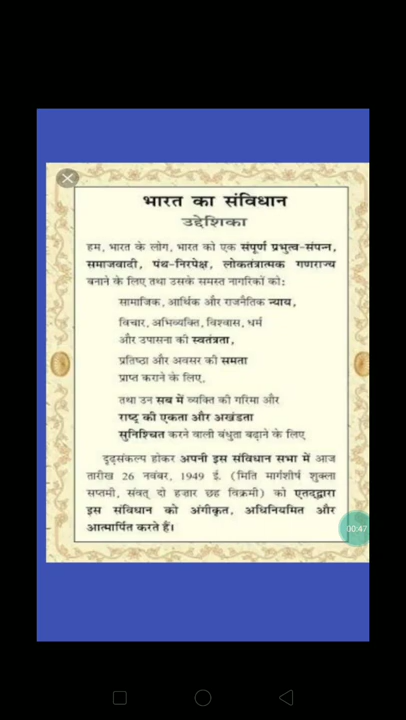 भारत का संविधान
उद्देशिका
हम, भारत के लोग, भारत को एक संपूर्ण प्रभुत्व-संपन्न,
समाजवादी, पंथ-निरपेक्ष, लोकतंत्रात्मक गणराज्य
बनाने के लिए तथा उसके समस्त नागरिकों को:
सामाजिक, आर्थिक और राजनैतिक न्याय,
विचार, अभिव्यक्ति, विश्वास, धर्म
और उपासना की स्वतंत्रता,
प्रतिष्ठा और अवसर की समता
प्राप्त कराने के लिए,
तथा उन सब में व्यक्ति की गरिमा और
राष्ट्र की एकता और अखंडता
सुनिश्चित करने वाली बंधुता बढ़ाने के लिए
दृढ़संकल्प होकर अपनी इस संविधान सभा में आज
तारीख 26 नवंबर, 1949 ई. (मिति मार्गशीर्ष शुक्ला
सप्तमी, संवत् दो हजार छह विक्रमी) को एतद्द्वारा
इस संविधान को अंगीकृत, अधिनियमित और
आत्मार्पित करते हैं।
00:47